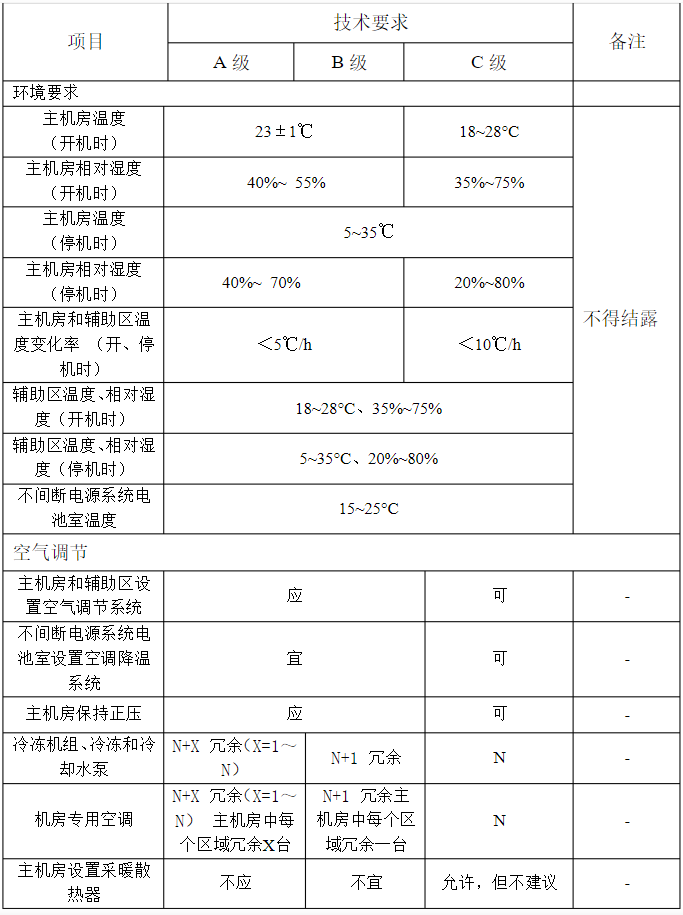 项目
技术要求
备注
A 级
B 级
C 级
环境要求
主机房温度
（开机时）
23±1℃
18~28°C
不得结露
主机房相对湿度
（开机时）
40%~ 55%
35%~75%
主机房温度
（停机时）
5~35℃
主机房相对湿度
（停机时）
40%~ 70%
20%~80%
主机房和辅助区温
度变化率 （开、停
机时）
＜5℃/h
＜10℃/h
辅助区温度、相对湿
度（开机时）
18~28°C、35%~75%
辅助区温度、相对湿
度（停机时）
5~35°C、20%~80%
不间断电源系统电
池室温度
15~25°C
空气调节
主机房和辅助区设
置空气调节系统
应
可
-
不间断电源系统电
池室设置空调降温
系统
宜
可
-
主机房保持正压
应
可
-
冷冻机组、冷冻和冷
却水泵
N+X 冗余（X=1～
N）
N+1 冗余
N
-
机房专用空调
N+X 冗余（X=1～
N） 主机房中每
个区域冗余X台
N+1 冗余主
机房中每个区
域冗余一台
N
-
主机房设置采暖散
热器
不应
不宜
允许，但不建议
-